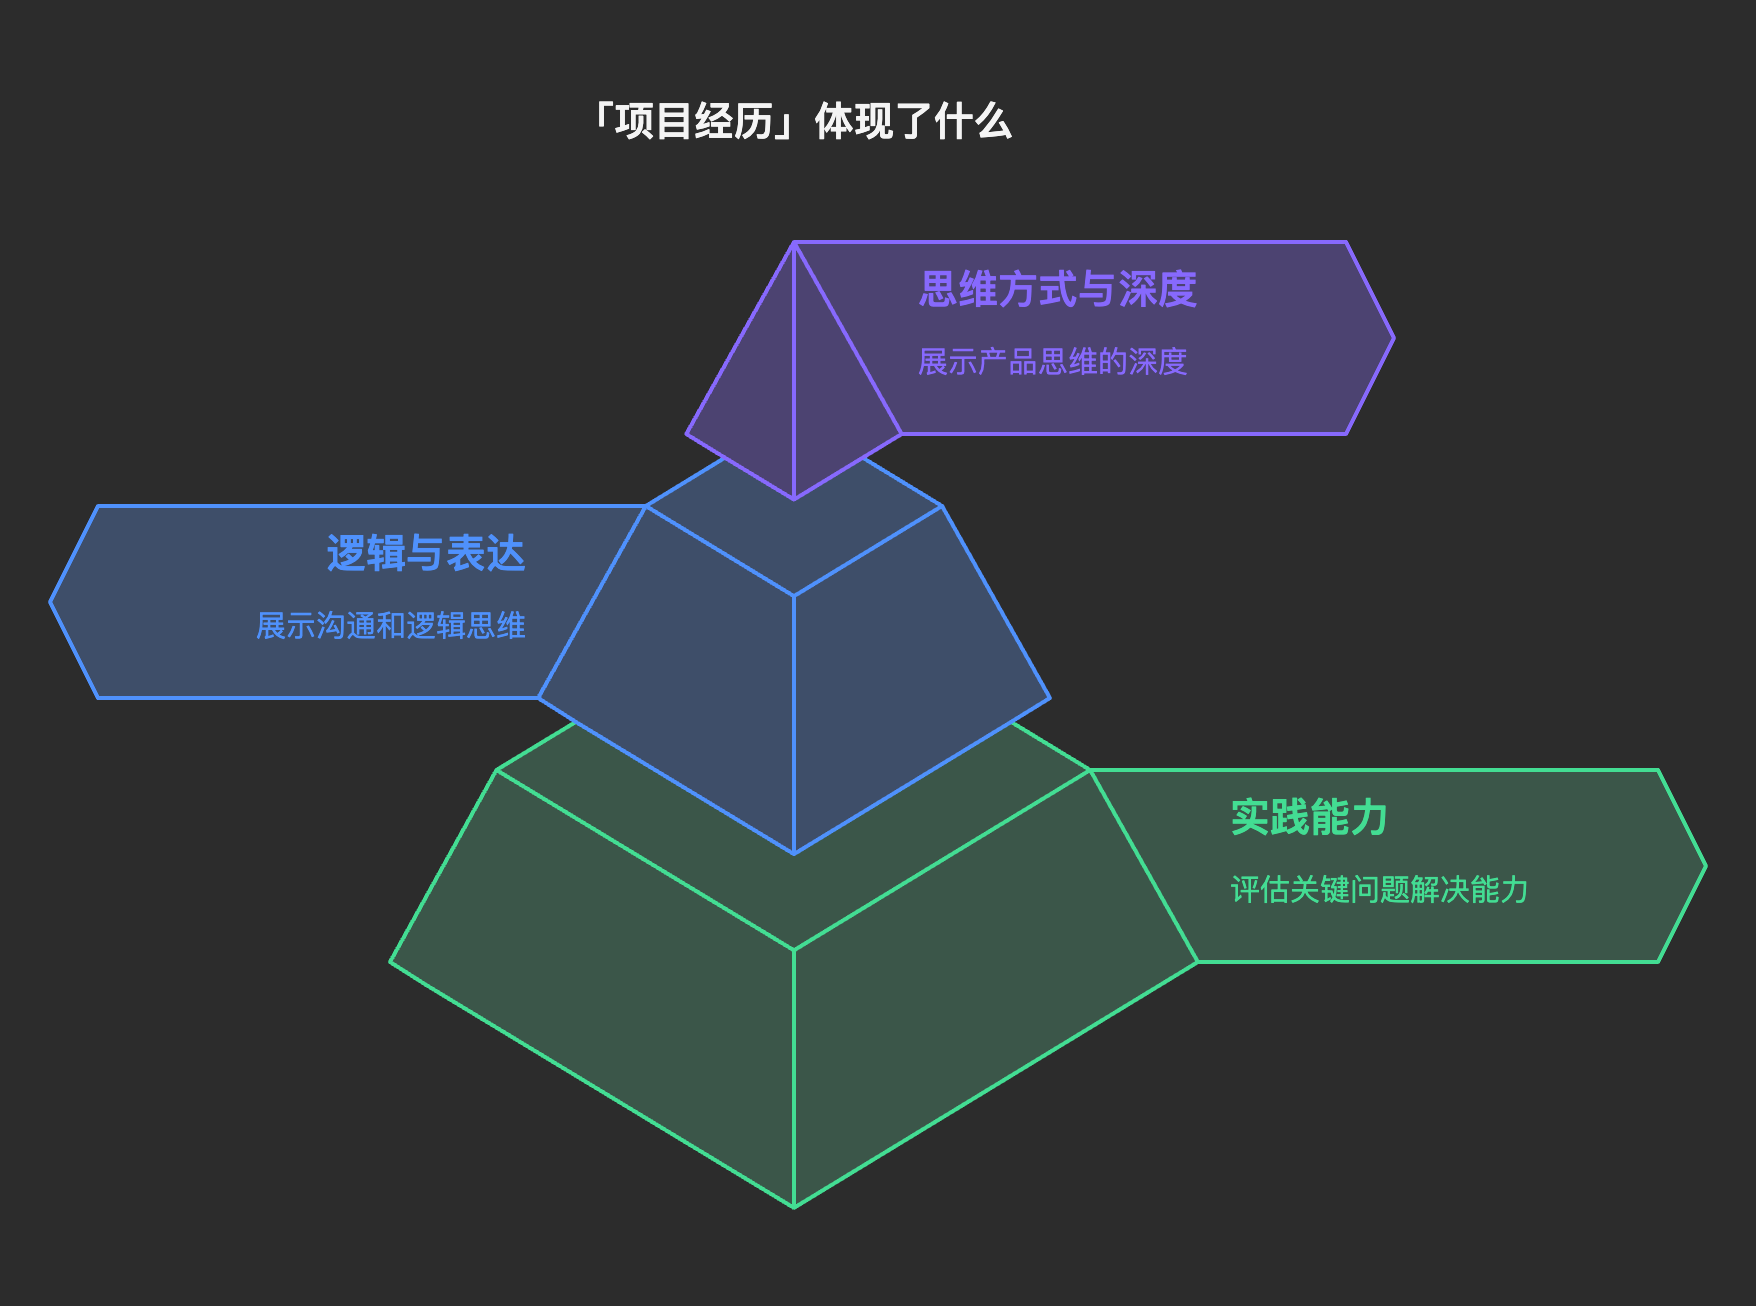 「项目经历」体现了什么
思维方式与深度
展示产品思维的深度
逻辑与表达
展示沟通和逻辑思维
实践能力
评估关键问题解决能力